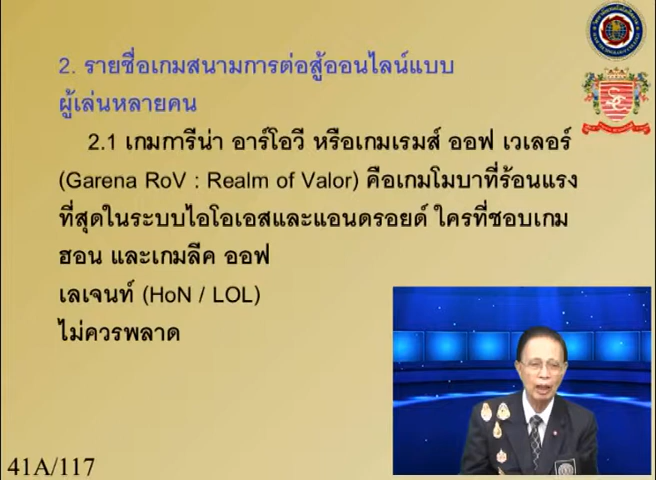 2. รายชื่อเกมสนามการต่อสู้ออนไลน์แบบ
ผู้เล่นหลายคน
2.1 เกมการีน่า อาร์โอวี หรือเกมเรมส์ ออฟ เวเลอร์
(Garena RoV : Realm of Valor) คือเกมโมบาที่ร้อนแรง
ที่สุดในระบบไอโอเอสและแอนดรอยด์ ใครที่ชอบเกม
ฮอน และเกมลีค ออฟ
เลเจนท์ (HoN / LOL)
ไม่ควรพลาด
41A/117